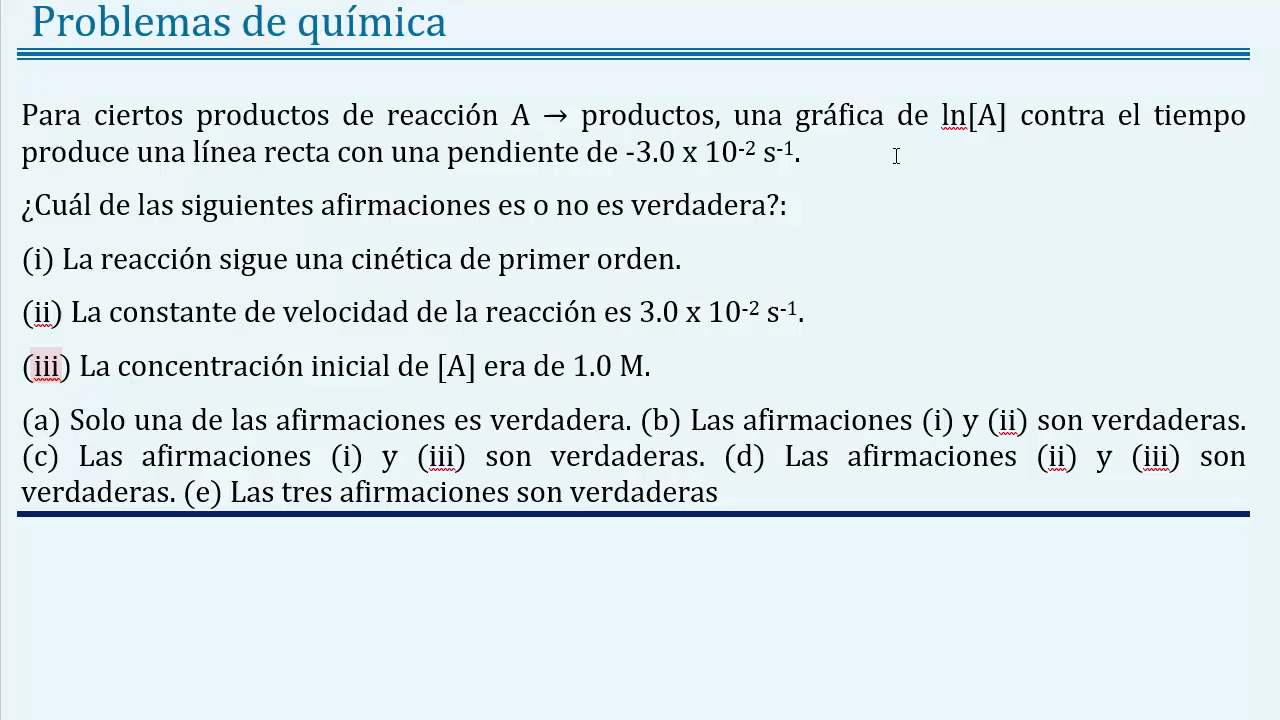 Problemas de química
Para ciertos productos de reacción A → productos, una gráfica de ln[A] contra el tiempo
produce una línea recta con una pendiente de -3.0 x 10⁻² s⁻¹.
¿Cuál de las siguientes afirmaciones es o no es verdadera?:
(i) La reacción sigue una cinética de primer orden.
(ii) La constante de velocidad de la reacción es 3.0 x 10⁻² s⁻¹.
(iii) La concentración inicial de [A] era de 1.0 M.
(a) Solo una de las afirmaciones es verdadera. (b) Las afirmaciones (i) y (ii) son verdaderas.
(c) Las afirmaciones (i) y (iii) son verdaderas. (d) Las afirmaciones (ii) y (iii) son
verdaderas. (e) Las tres afirmaciones son verdaderas